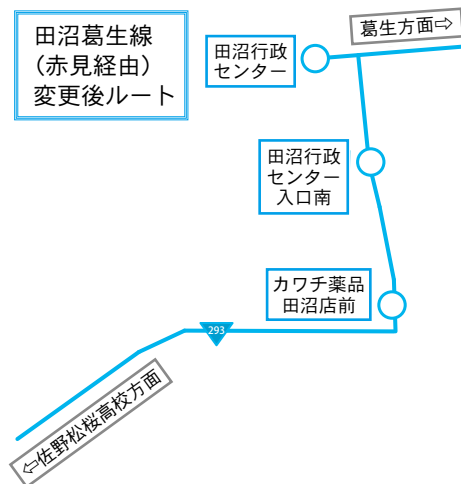 田沼葛生線
（赤見経由）
変更後ルート
葛生方面⇨
田沼行政
センター
田沼行政
センター
入口南
カワチ薬品
田沼店前
293
⇦佐野松桜高校方面